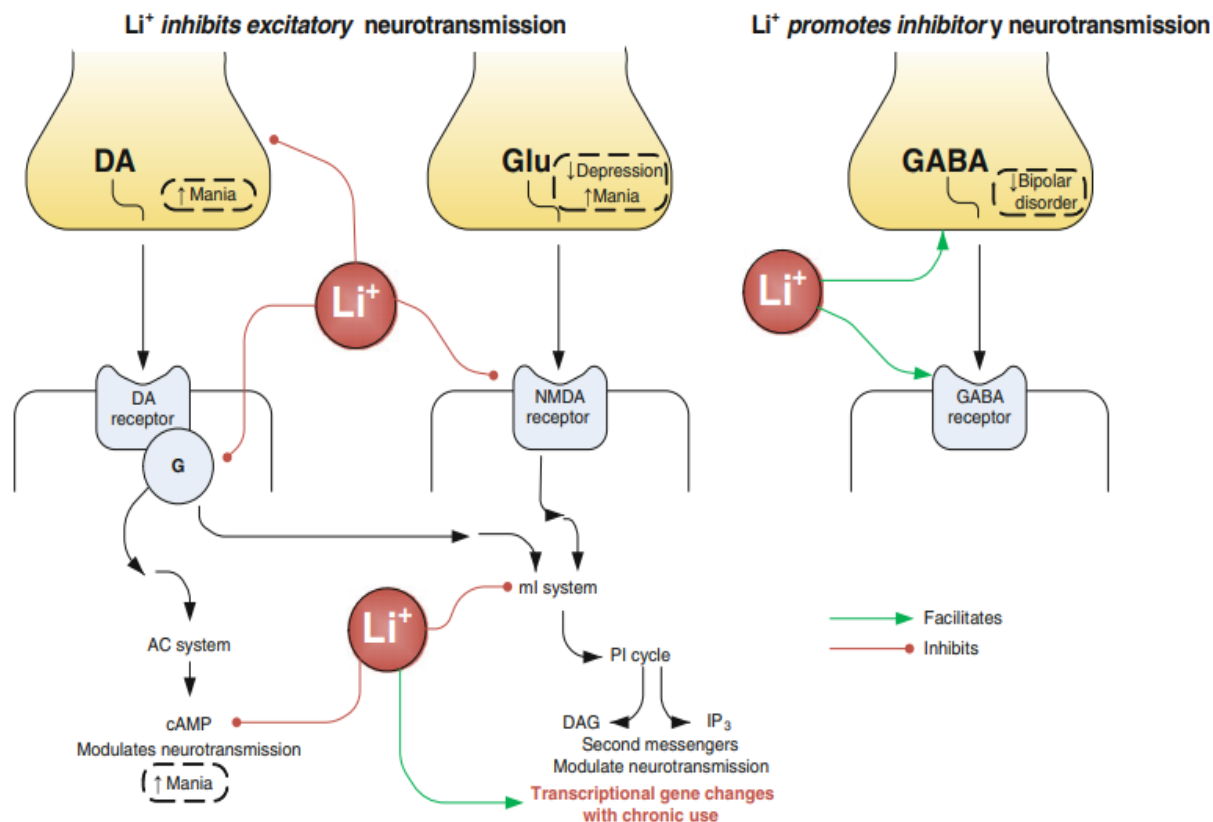 Li+ inhibits excitatory neurotransmission
Li+ promotes inhibitory neurotransmission
DA
↑ Mania
Glu
↓Depression
↑Mania
GABA
↓Bipolar
disorder
Li+
Li+
DA
receptor
G
NMDA
receptor
GABA
receptor
mI system
Li+
AC system
PI cycle
cAMP
Modulates neurotransmission
↑ Mania
DAG
IP3
Second messengers
Modulate neurotransmission
Transcriptional gene changes
with chronic use
Facilitates
Inhibits